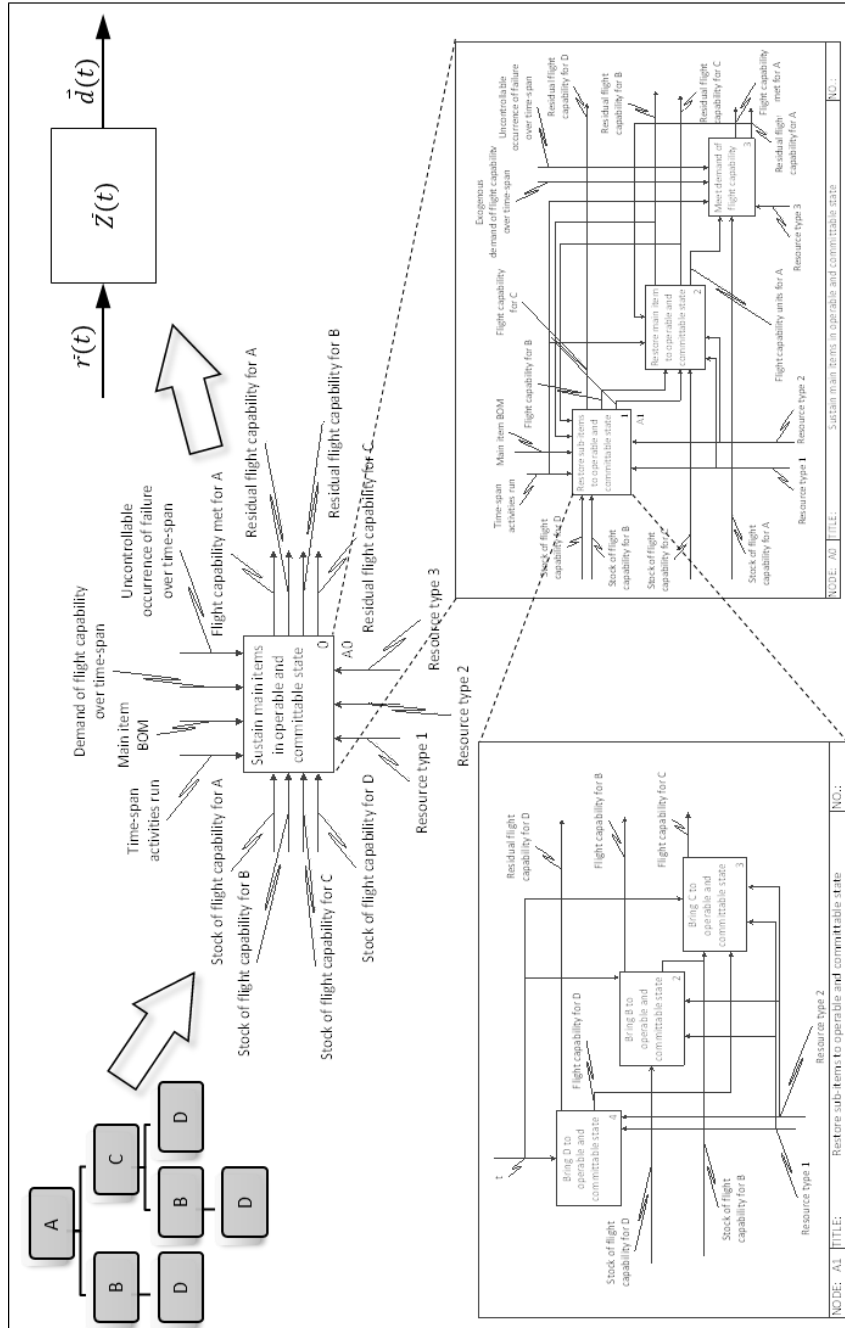 A
B
C
D
B
D
D
Time-span
activities run
Main item
BOM
Demand of flight capability
over time-span
Uncontrollable
occurrence of failure
over time-span
Stock of flight capability for A
Stock of flight capability for B
Stock of flight capability for C
Stock of flight capability for D
Sustain main items
in operable and
committable state
0
A0
Flight capability met for A
Residual flight capability for A
Residual flight capability for B
Residual flight capability for C
Resource type 1
Resource type 2
Resource type 3
r̄(t)
Z̄(t)
d̄(t)
t
Bring D to
operable and
committable state
4
Bring B to
operable and
committable state
2
Bring C to
operable and
committable state
3
Flight capability for D
Residual flight
capability for D
Flight capability for B
Flight capability for C
Stock of flight
capability for D
Stock of flight
capability for B
Resource type 1
Resource type 2
NODE: A1
TITLE:
Restore sub-items to operable and committable state
NO.:
Time-span
activities run
Main item BOM
Flight capability for B
Flight capability
for C
Exogenous
demand of flight capability
over time-span
Uncontrollable
occurrence of failure
over time-span
Residual flight
capability for D
Residual flight
capability for B
Residual flight
capability for C
Flight capability
met for A
Residual flight
capability for A
Stock of flight
capability for D
Stock of flight
capability for B
Stock of flight
capability for C
Stock of flight
capability for A
Restore sub-items
to operable and
committable state
1
A1
Restore main item
to operable and
committable state
2
Meet demand of
flight capability
3
Flight capability units for A
Resource type 1
Resource type 2
Resource type 3
NODE: A0
TITLE:
Sustain main items in operable and committable state
NO.: